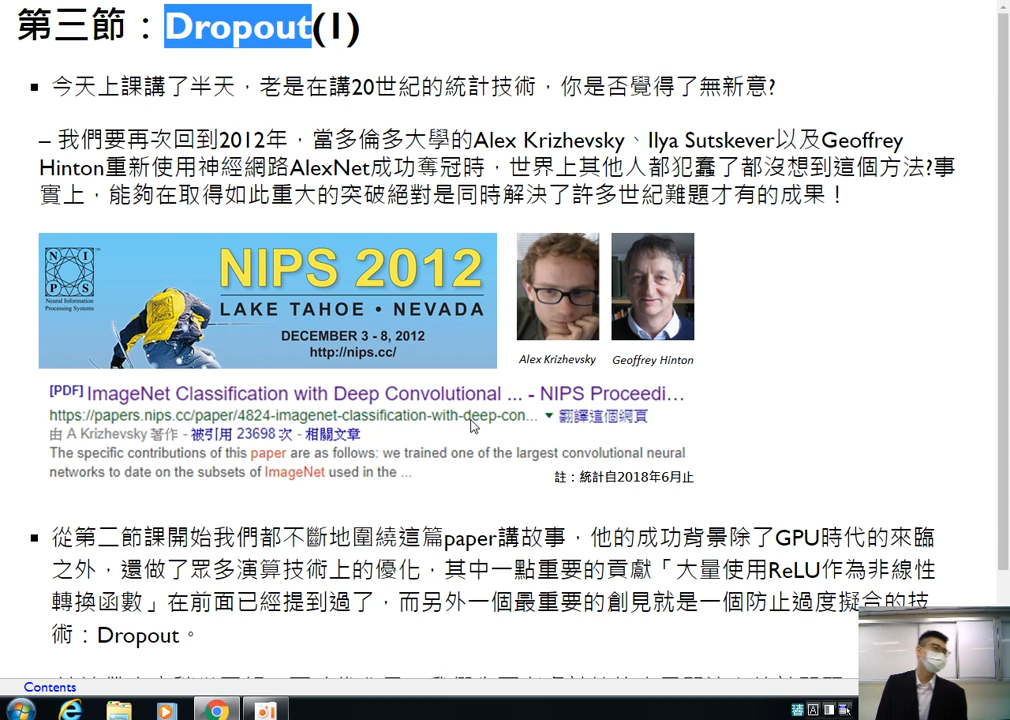 第三節：Dropout(1)
今天上課講了半天，老是在講20世紀的統計技術，你是否覺得了無新意?
– 我們要再次回到2012年，當多倫多大學的Alex Krizhevsky、Ilya Sutskever以及Geoffrey
Hinton重新使用神經網路AlexNet成功奪冠時，世界上其他人都犯蠢了都沒想到這個方法?事
實上，能夠在取得如此重大的突破絕對是同時解決了許多世紀難題才有的成果！
NIPS
Neural Information
Processing Systems
NIPS 2012
LAKE TAHOE • NEVADA
DECEMBER 3 - 8, 2012
http://nips.cc/
Alex Krizhevsky
Geoffrey Hinton
[PDF] ImageNet Classification with Deep Convolutional ... - NIPS Proceedi...
https://papers.nips.cc/paper/4824-imagenet-classification-with-deep-con... ▼ 翻譯這個網頁
由 A Krizhevsky 著作 - 被引用 23698 次 - 相關文章
The specific contributions of this paper are as follows: we trained one of the largest convolutional neural
networks to date on the subsets of ImageNet used in the ...
註：統計自2018年6月止
從第二節課開始我們都不斷地圍繞這篇paper講故事，他的成功背景除了GPU時代的來臨
之外，還做了眾多演算技術上的優化，其中一點重要的貢獻「大量使用ReLU作為非線性
轉換函數」在前面已經提到過了，而另外一個最重要的創見就是一個防止過度擬合的技
術：Dropout。
Contents